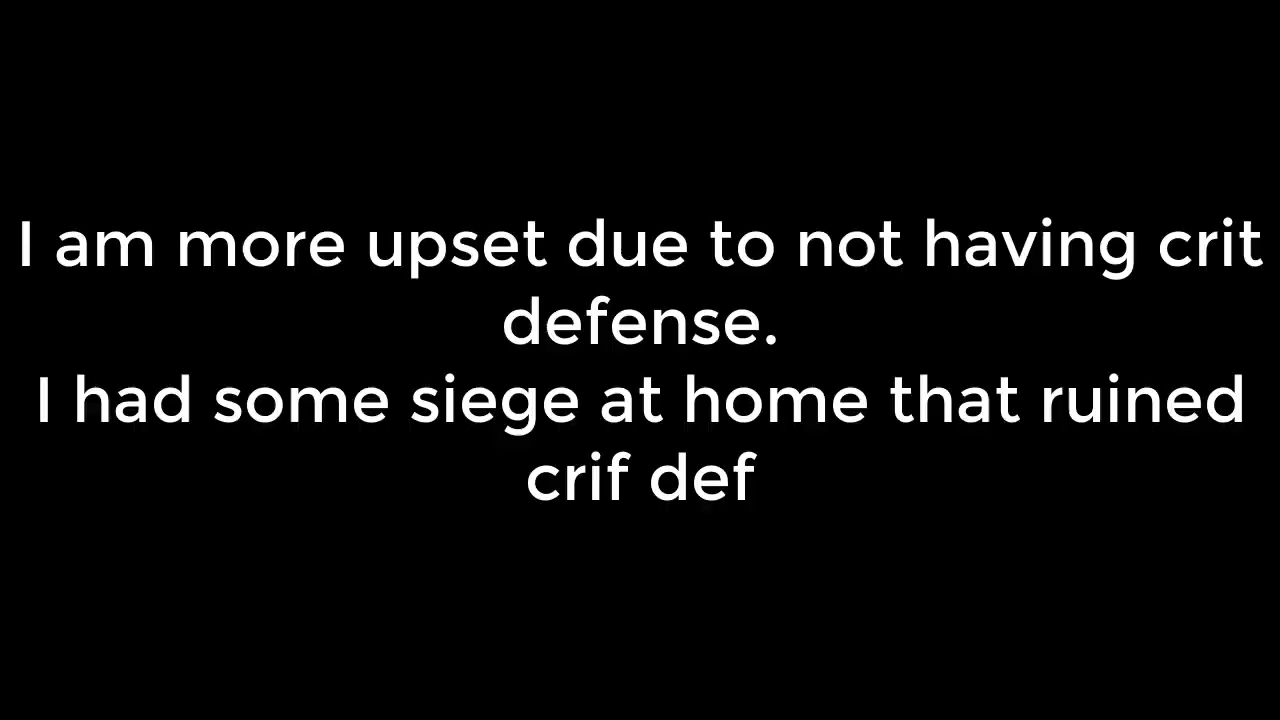 I am more upset due to not having crit
defense.
I had some siege at home that ruined
crif def